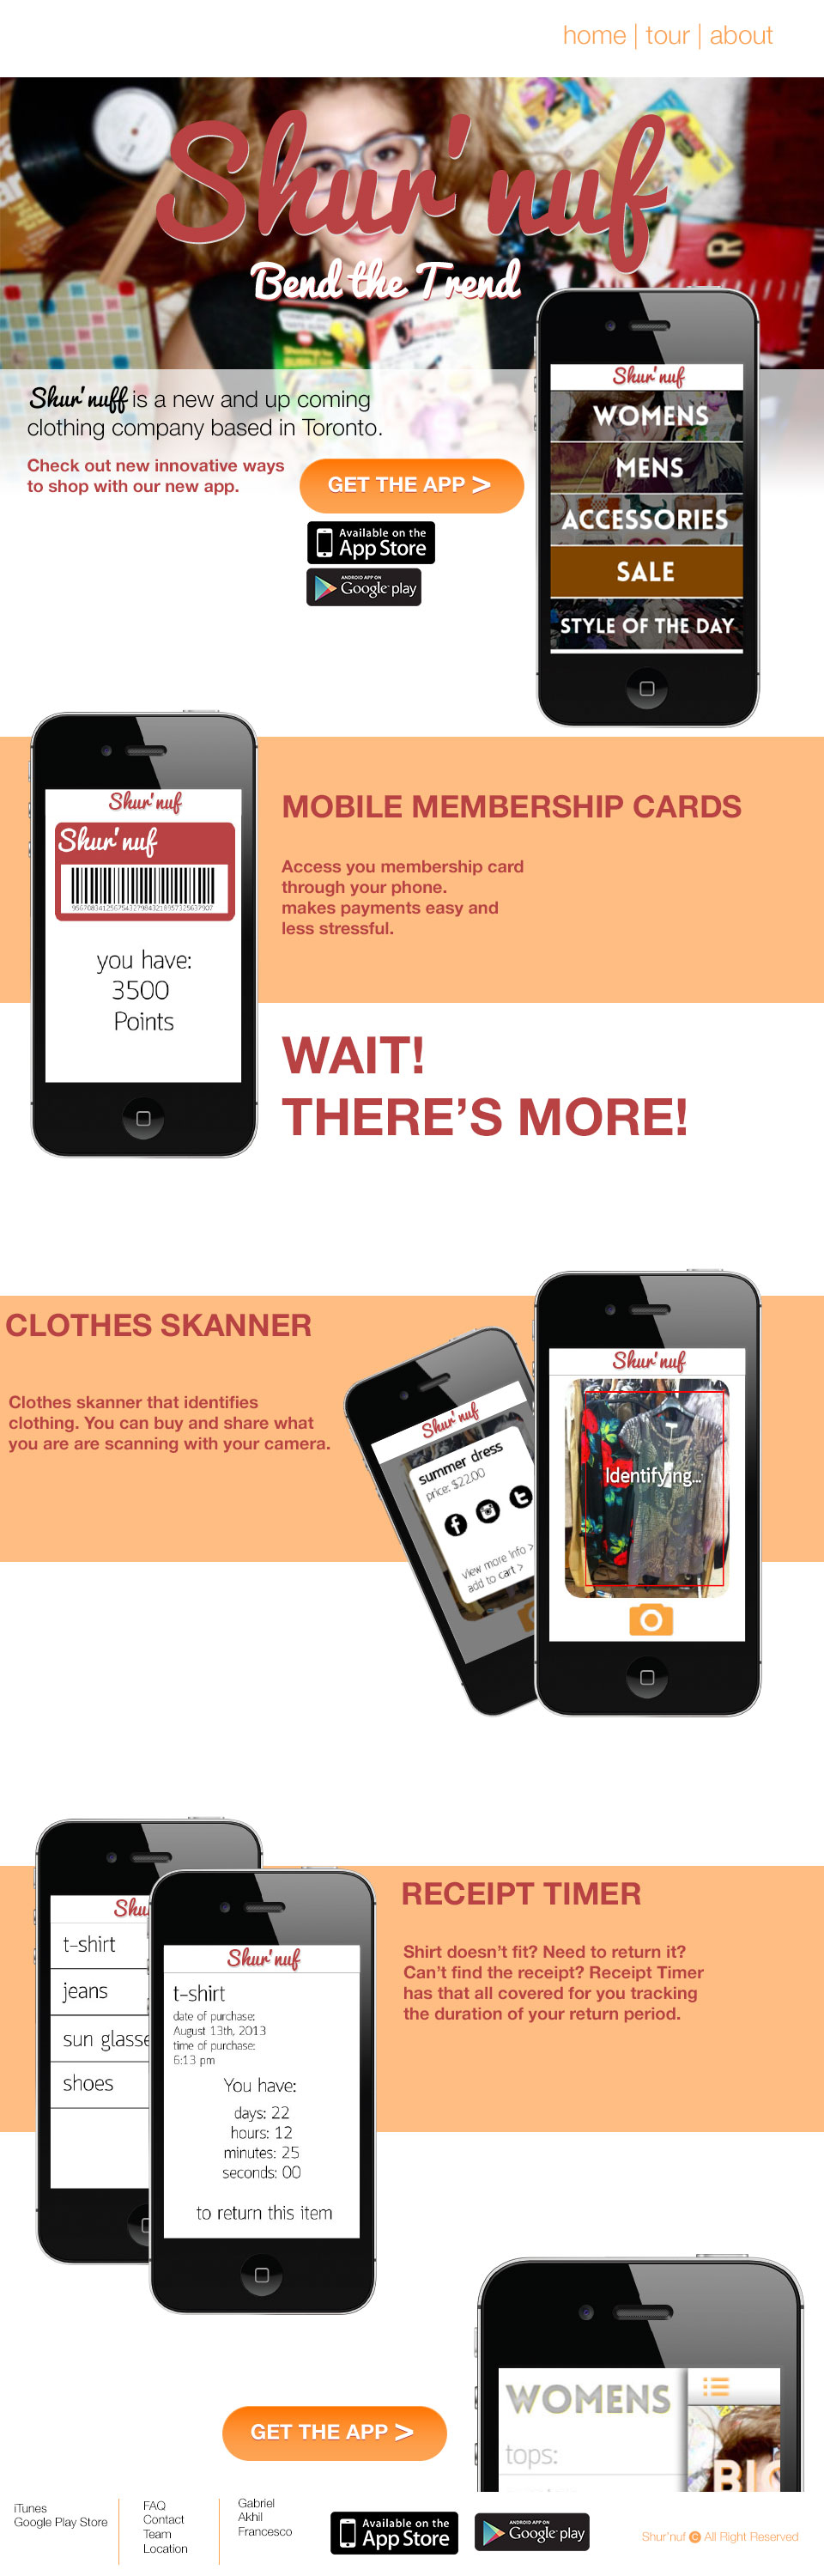 home | tour | about
Shur'nuf
Bend the Trend
Shur'nuff is a new and up coming
clothing company based in Toronto.
Check out new innovative ways
to shop with our new app.
GET THE APP >
Available on the
App Store
ANDROID APP ON
Google play
Shur'nuf
WOMENS
MENS
ACCESSORIES
SALE
STYLE OF THE DAY
Shur'nuf
Shur'nuf
you have:
3500
Points
MOBILE MEMBERSHIP CARDS
Access you membership card
through your phone.
makes payments easy and
less stressful.
WAIT!
THERE'S MORE!
CLOTHES SKANNER
Clothes skanner that identifies
clothing. You can buy and share what
you are are scanning with your camera.
Shur'nuf
summer dress
price: $22.00
view more info >
add to cart >
Shur'nuf
Identifying...
Shu
t-shirt
jeans
sun glasse
shoes
Shur'nuf
t-shirt
date of purchase:
August 13th, 2013
time of purchase:
6:13 pm
You have:
days: 22
hours: 12
minutes: 25
seconds: 00
to return this item
RECEIPT TIMER
Shirt doesn't fit? Need to return it?
Can't find the receipt? Receipt Timer
has that all covered for you tracking
the duration of your return period.
GET THE APP >
WOMENS
tops:
BIG
iTunes
Google Play Store
FAQ
Contact
Team
Location
Gabriel
Akhil
Francesco
Available on the
App Store
ANDROID APP ON
Google play
Shur'nuf © All Right Reserved